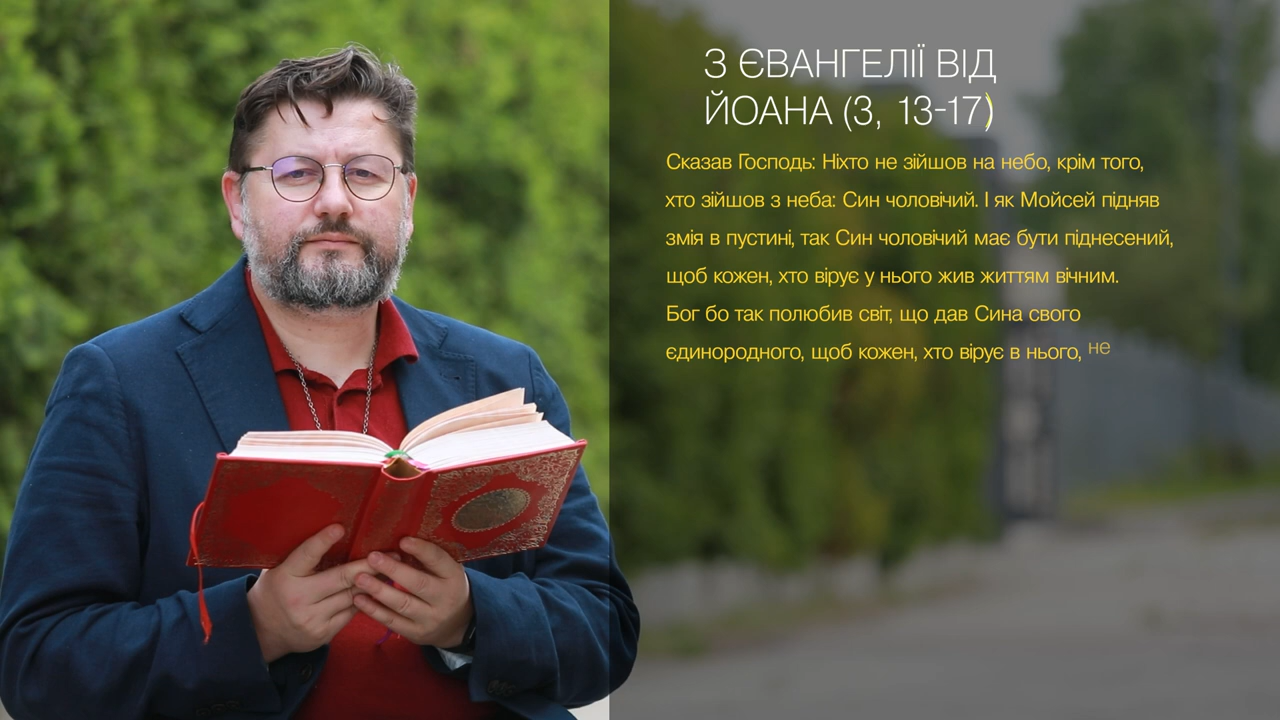 З ЄВАНГЕЛІЇ ВІД
ЙОАНА (3, 13-17)
Сказав Господь: Ніхто не зійшов на небо, крім того,
хто зійшов з неба: Син чоловічий. І як Мойсей підняв
змія в пустині, так Син чоловічий має бути піднесений,
щоб кожен, хто вірує у нього жив життям вічним.
Бог бо так полюбив світ, що дав Сина свого
єдинородного, щоб кожен, хто вірує в нього, не